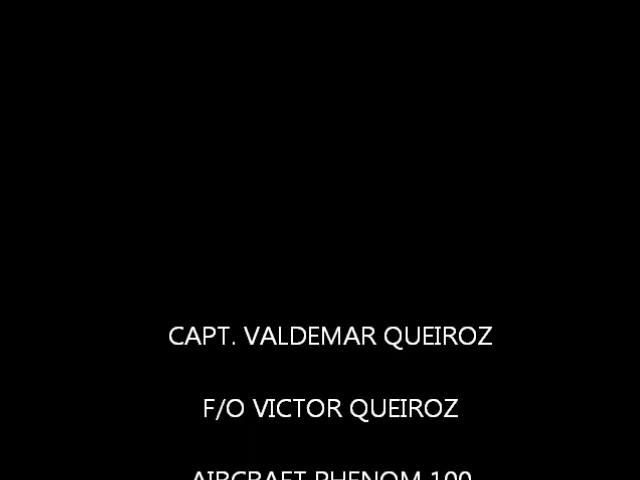 CAPT. VALDEMAR QUEIROZ
F/O VICTOR QUEIROZ
AIRCRAFT PHENOM 100